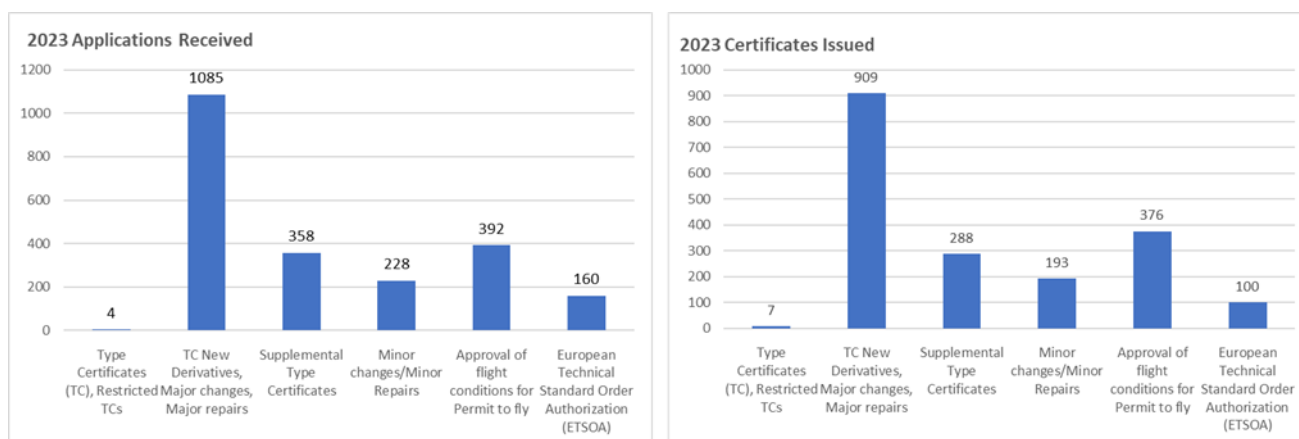 2023 Applications Received
1200
1000
800
600
400
200
0
1085
358
228
392
160
4
Type
Certificates
(TC), Restricted
TCs
TC New
Derivatives,
Major changes,
Major repairs
Supplemental
Type
Certificates
Minor
changes/Minor
Repairs
Approval of
flight
conditions for
Permit to fly
European
Technical
Standard Order
Authorization
(ETSOA)
2023 Certificates Issued
1000
900
800
700
600
500
400
300
200
100
0
909
288
193
376
100
7
Type
Certificates
(TC), Restricted
TCs
TC New
Derivatives,
Major changes,
Major repairs
Supplemental
Type
Certificates
Minor
changes/Minor
Repairs
Approval of
flight
conditions for
Permit to fly
European
Technical
Standard Order
Authorization
(ETSOA)